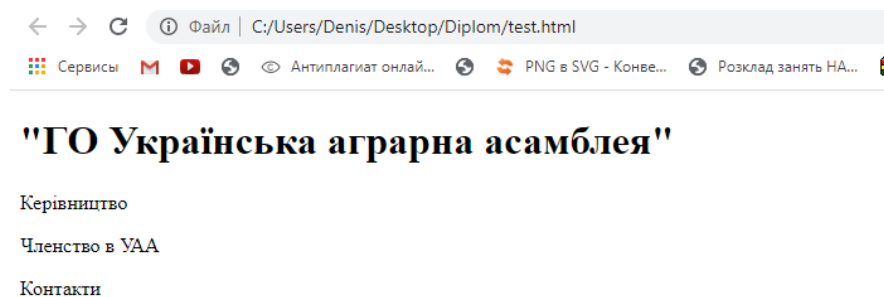 Файл C:/Users/Denis/Desktop/Diplom/test.html
Сервисы Антиплагиат онлай... PNG в SVG - Конве... Розклад занять НА...
"ГО Українська аграрна асамблея"
Керівництво
Членство в УАА
Контакти